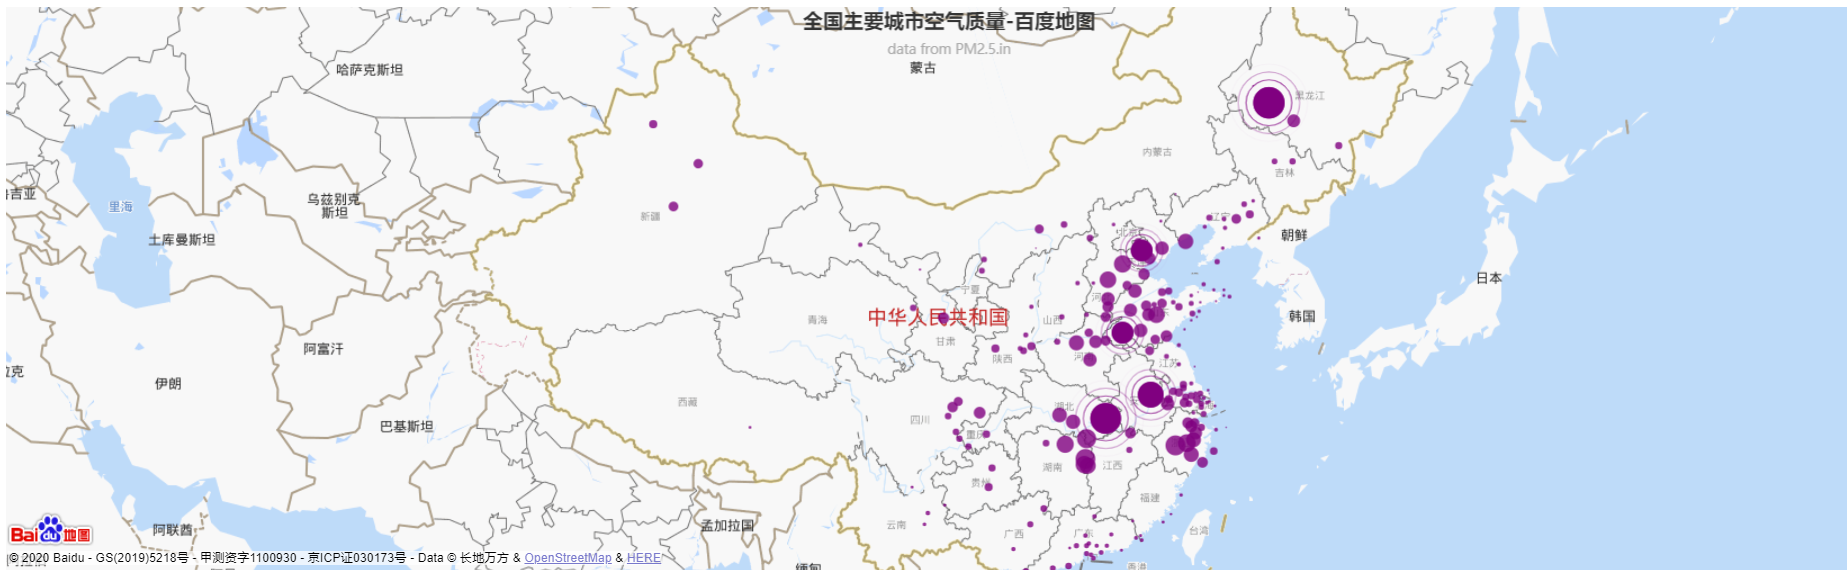 全国主要城市空气质量-百度地图
data from PM2.5.in
蒙古
哈萨克斯坦
黑龙江
内蒙古
吉林
吉亚
乌兹别克
斯坦
里海
新疆
辽宁
北京
土库曼斯坦
朝鲜
日本
宁夏
河
中华人民共和国
青海
山西
韩国
甘肃
陕西
河
江苏
阿富汗
拉克
伊朗
西藏
湖北
四川
巴基斯坦
重庆
湖南
江西
贵州
福建
阿联酋
孟加拉国
云南
广西
广东
台湾
Bai du 地图
© 2020 Baidu - GS(2019)5218号 - 甲测资字1100930 - 京ICP证030173号 - Data © 长地万方 & OpenStreetMap & HERE
缅甸
香港